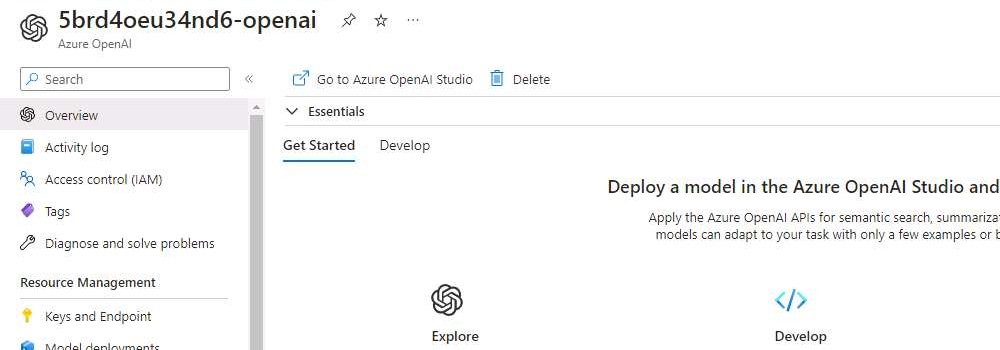 5brd4oeu34nd6-openai
Azure OpenAI
Search
Go to Azure OpenAI Studio
Delete
Overview
Essentials
Activity log
Get Started
Develop
Access control (IAM)
Deploy a model in the Azure OpenAI Studio and
Tags
Apply the Azure OpenAI APIs for semantic search, summarizat
models can adapt to your task with only a few examples or b
Diagnose and solve problems
Resource Management
Keys and Endpoint
Explore
Develop
Model deployments